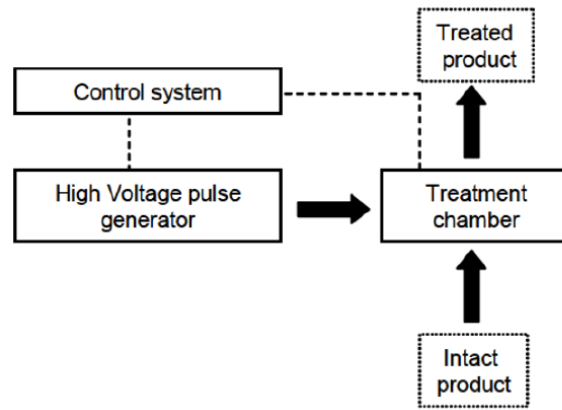 Treated
product
Control system
High Voltage pulse
generator
Treatment
chamber
Intact
product